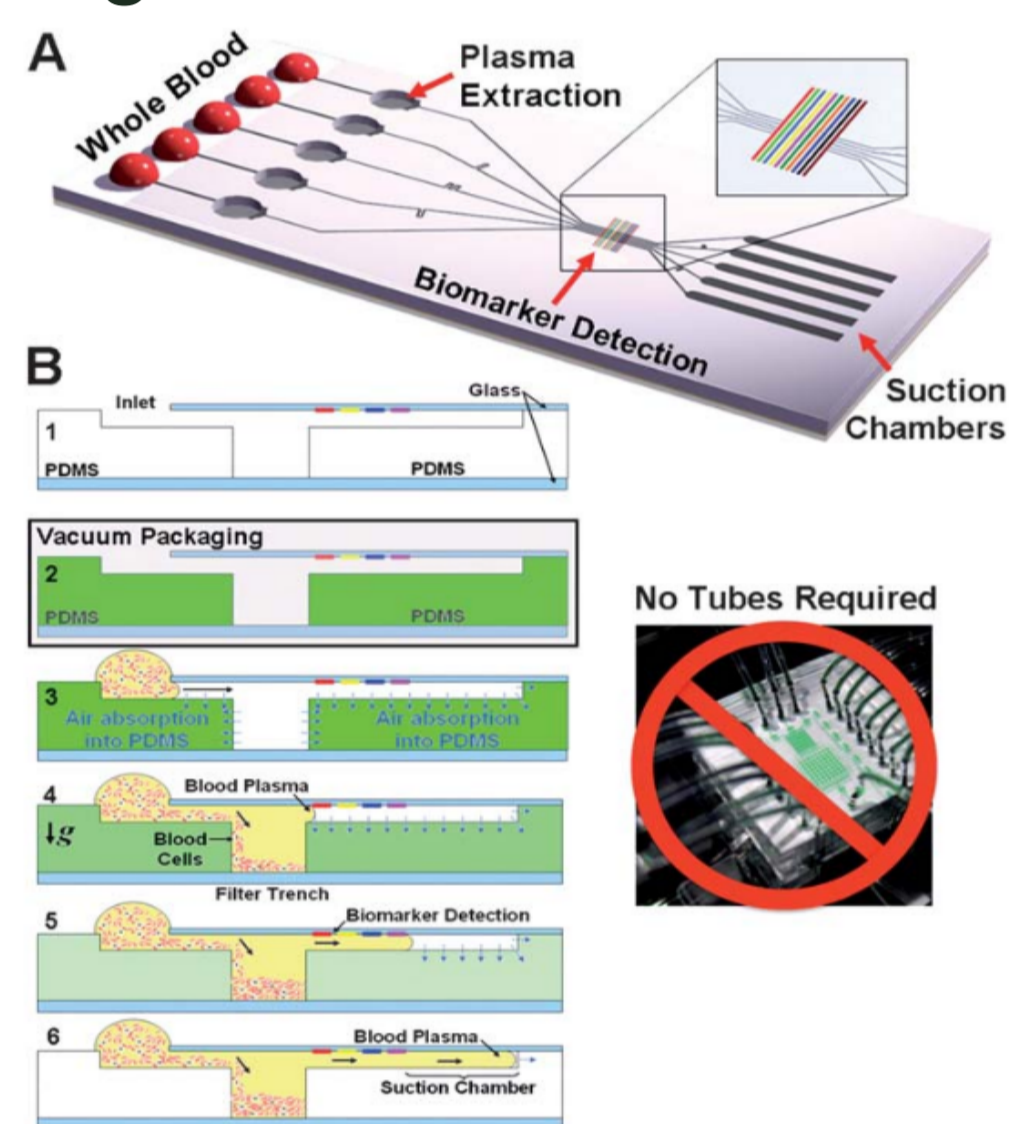 A
Whole Blood
Plasma
Extraction
Biomarker Detection
Suction
Chambers
B
Inlet
Glass
1
PDMS
PDMS
Vacuum Packaging
2
PDMS
PDMS
No Tubes Required
3
Air absorption
into PDMS
Air absorption
into PDMS
4
Blood Plasma
g
Blood
Cells
Filter Trench
5
Biomarker Detection
6
Blood Plasma
Suction Chamber